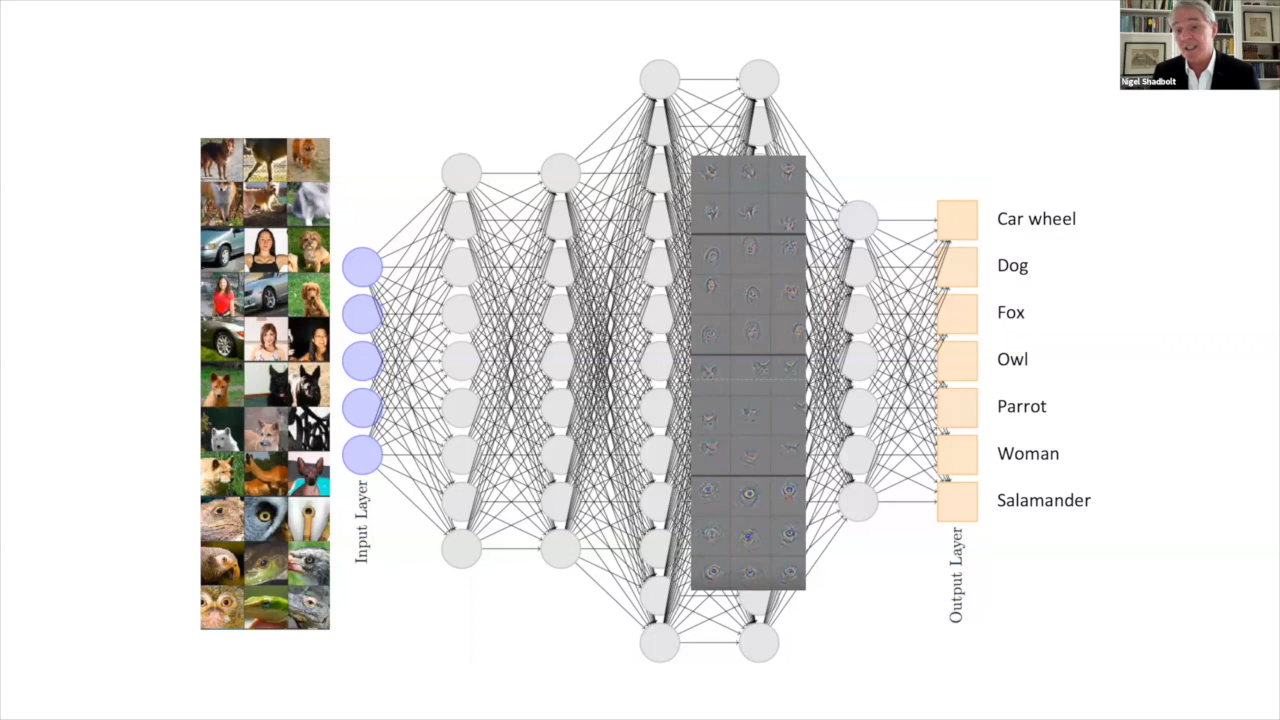 Nigel Shadbolt
Car wheel
Dog
Fox
Owl
Parrot
Woman
Salamander
Input Layer
Output Layer